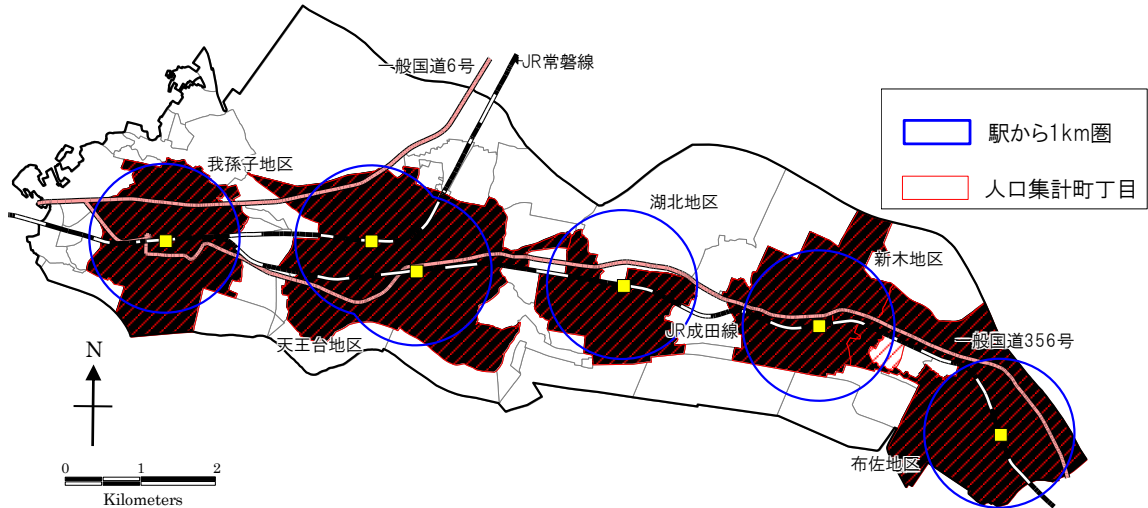 一般国道6号
JR常磐線
駅から1km圏
我孫子地区
人口集計町丁目
湖北地区
新木地区
JR成田線
天王台地区
一般国道356号
N
布佐地区
0 1 2
Kilometers